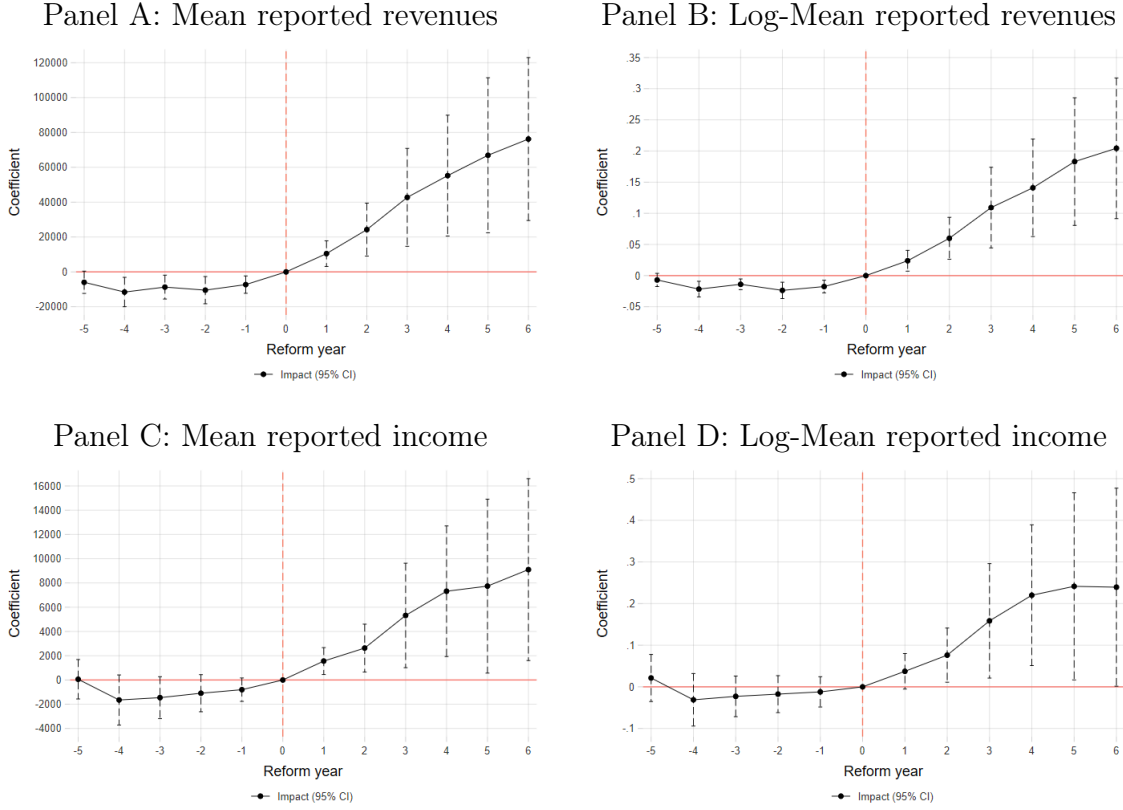 Panel A: Mean reported revenues
120000
100000
80000
60000
40000
20000
0
-20000
Coefficient
-5 -4 -3 -2 -1 0 1 2 3 4 5 6
Reform year
Impact (95% CI)
Panel B: Log-Mean reported revenues
.35
.3
.25
.2
.15
.1
.05
0
-.05
Coefficient
-5 -4 -3 -2 -1 0 1 2 3 4 5 6
Reform year
Impact (95% CI)
Panel C: Mean reported income
16000
14000
12000
10000
8000
6000
4000
2000
0
-2000
-4000
Coefficient
-5 -4 -3 -2 -1 0 1 2 3 4 5 6
Reform year
Impact (95% CI)
Panel D: Log-Mean reported income
.5
.4
.3
.2
.1
0
-.1
Coefficient
-5 -4 -3 -2 -1 0 1 2 3 4 5 6
Reform year
Impact (95% CI)